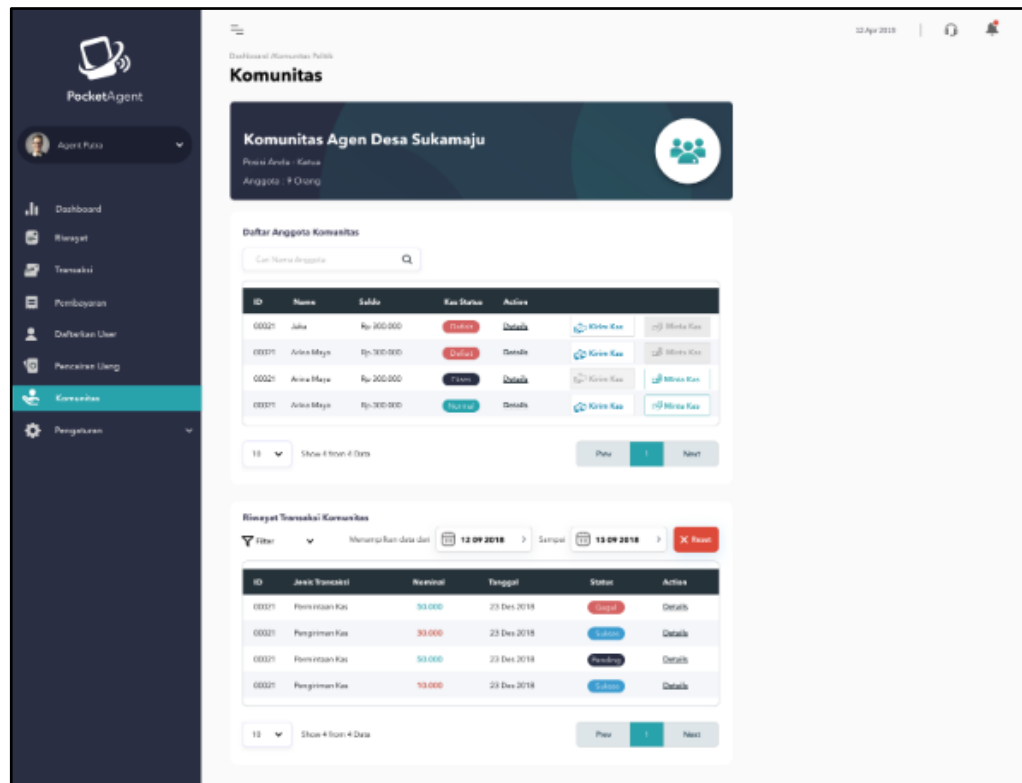 12 Apr 2019
Dashboard /Komunitas Politik
Komunitas
PocketAgent
Agent Putra
Dashboard
Riwayat
Transaksi
Pembayaran
Daftarkan User
Pencairan Uang
Komunitas
Pengaturan
Komunitas Agen Desa Sukamaju
Posisi Anda - Ketua
Anggota : 9 Orang
Daftar Anggota Komunitas
Cari Nama Anggota
ID Nama Saldo Kas Status Action
00021 Joko Rp 300.000 Defisit Details Kirim Kas Minta Kas
00021 Arina Maya Rp. 300.000 Defisit Details Kirim Kas Minta Kas
00021 Arina Maya Rp 300.000 Details Kirim Kas Minta Kas
00021 Arina Maya Rp. 300.000 Normal Details Kirim Kas Minta Kas
10 Show 4 from 4 Data Prev 1 Next
Riwayat Transaksi Komunitas
Filter Menampilkan data dari 12 09 2018 Sampai 13 09 2018 Reset
ID Jenis Transaksi Nominal Tanggal Status Action
00021 Permintaan Kas 50.000 23 Des 2018 Gagal Details
00021 Pengiriman Kas 30.000 23 Des 2018 Sukses Details
00021 Permintaan Kas 50.000 23 Des 2018 Pending Details
00021 Pengiriman Kas 10.000 23 Des 2018 Sukses Details
10 Show 4 from 4 Data Prev 1 Next